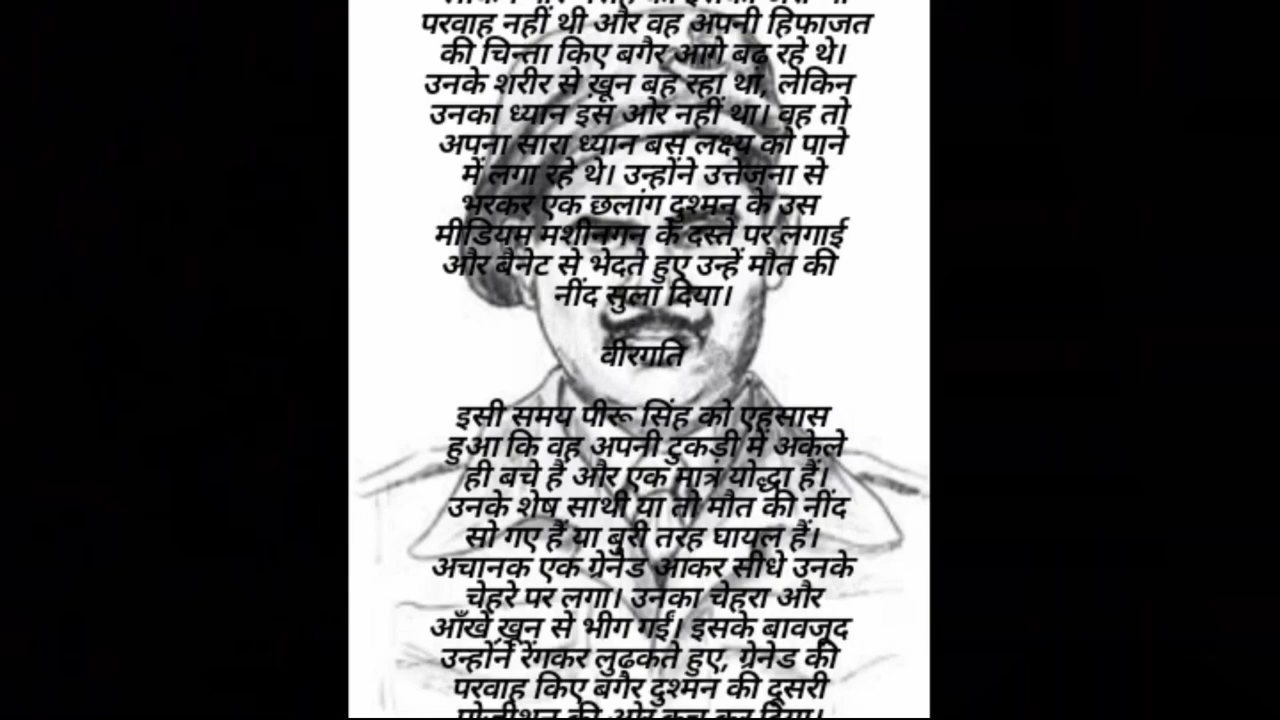 परवाह नहीं थी और वह अपनी हिफाजत
की चिन्ता किए बगैर आगे बढ़ रहे थे।
उनके शरीर से ख़ून बह रहा था, लेकिन
उनका ध्यान इस ओर नहीं था। वह तो
अपना सारा ध्यान बस लक्ष्य को पाने
में लगा रहे थे। उन्होंने उत्तेजना से
भरकर एक छलांग दुश्मन के उस
मीडियम मशीनगन के दस्ते पर लगाई
और बैनेट से भेदते हुए उन्हें मौत की
नींद सुला दिया।
वीरगति
इसी समय पीरू सिंह को एहसास
हुआ कि वह अपनी टुकड़ी में अकेले
ही बचे हैं और एक मात्र योद्धा हैं।
उनके शेष साथी या तो मौत की नींद
सो गए हैं या बुरी तरह घायल हैं।
अचानक एक ग्रेनेड आकर सीधे उनके
चेहरे पर लगा। उनका चेहरा और
आँखें ख़ून से भीग गईं। इसके बावजूद
उन्होंने रेंगकर लुढ़कते हुए, ग्रेनेड की
परवाह किए बगैर दुश्मन की दूसरी
की ओर कूच कर दिया।